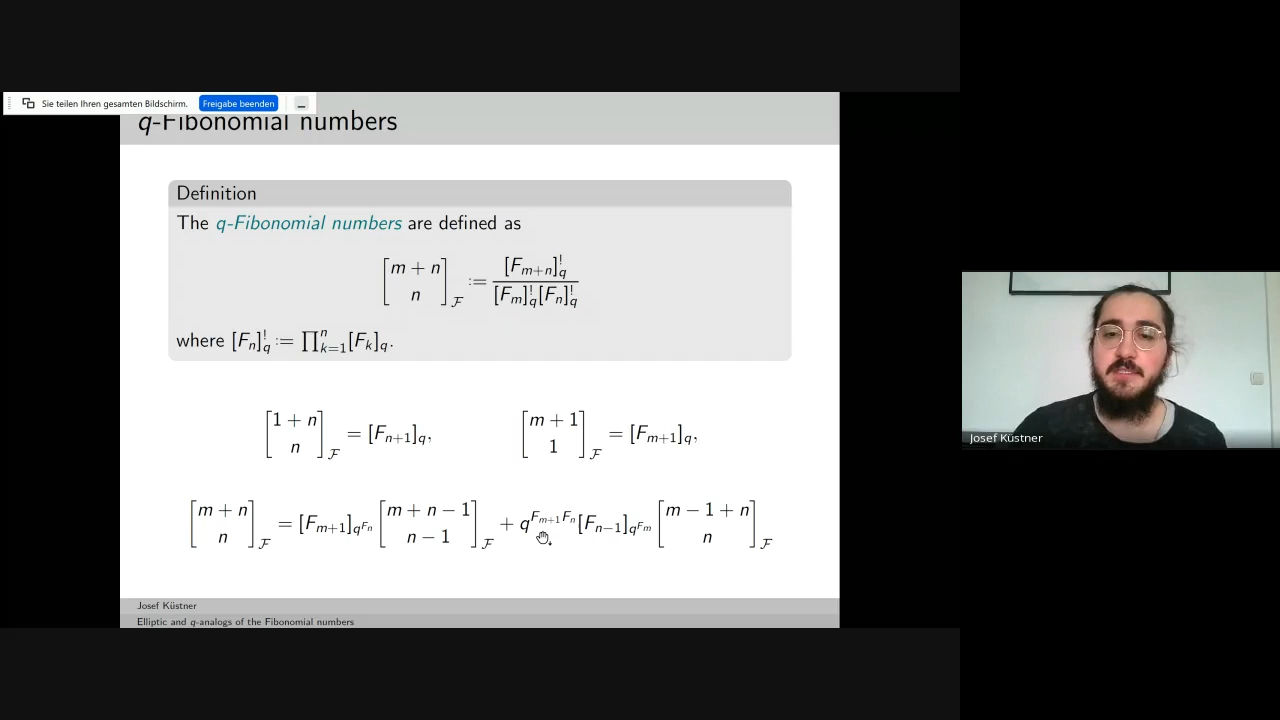 Sie teilen Ihren gesamten Bildschirm. Freigabe beenden
q-Fibonomial numbers
Definition
The q-Fibonomial numbers are defined as
[m + n / n]_ℱ := [F_{m+n}]^!_q / ([F_m]^!_q [F_n]^!_q)
where [F_n]^!_q := ∏^n_{k=1} [F_k]_q.
[1 + n / n]_ℱ = [F_{n+1}]_q, [m + 1 / 1]_ℱ = [F_{m+1}]_q,
[m + n / n]_ℱ = [F_{m+1}]_{q^{F_n}} [m + n − 1 / n − 1]_ℱ + q^{F_{m+1}F_n} [F_{n−1}]_{q^{F_m}} [m − 1 + n / n]_ℱ
Josef Küstner
Elliptic and q-analogs of the Fibonomial numbers
Josef Küstner